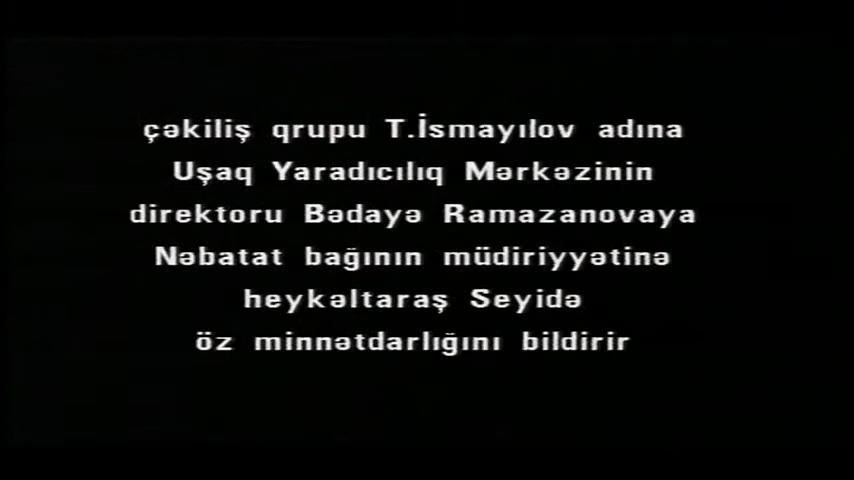 çəkiliş qrupu T.İsmayılov adına
Uşaq Yaradıcılıq Mərkəzinin
direktoru Bədayə Ramazanovaya
Nəbatat bağının müdiriyyətinə
heykəltaraş Seyidə
öz minnətdarlığını bildirir